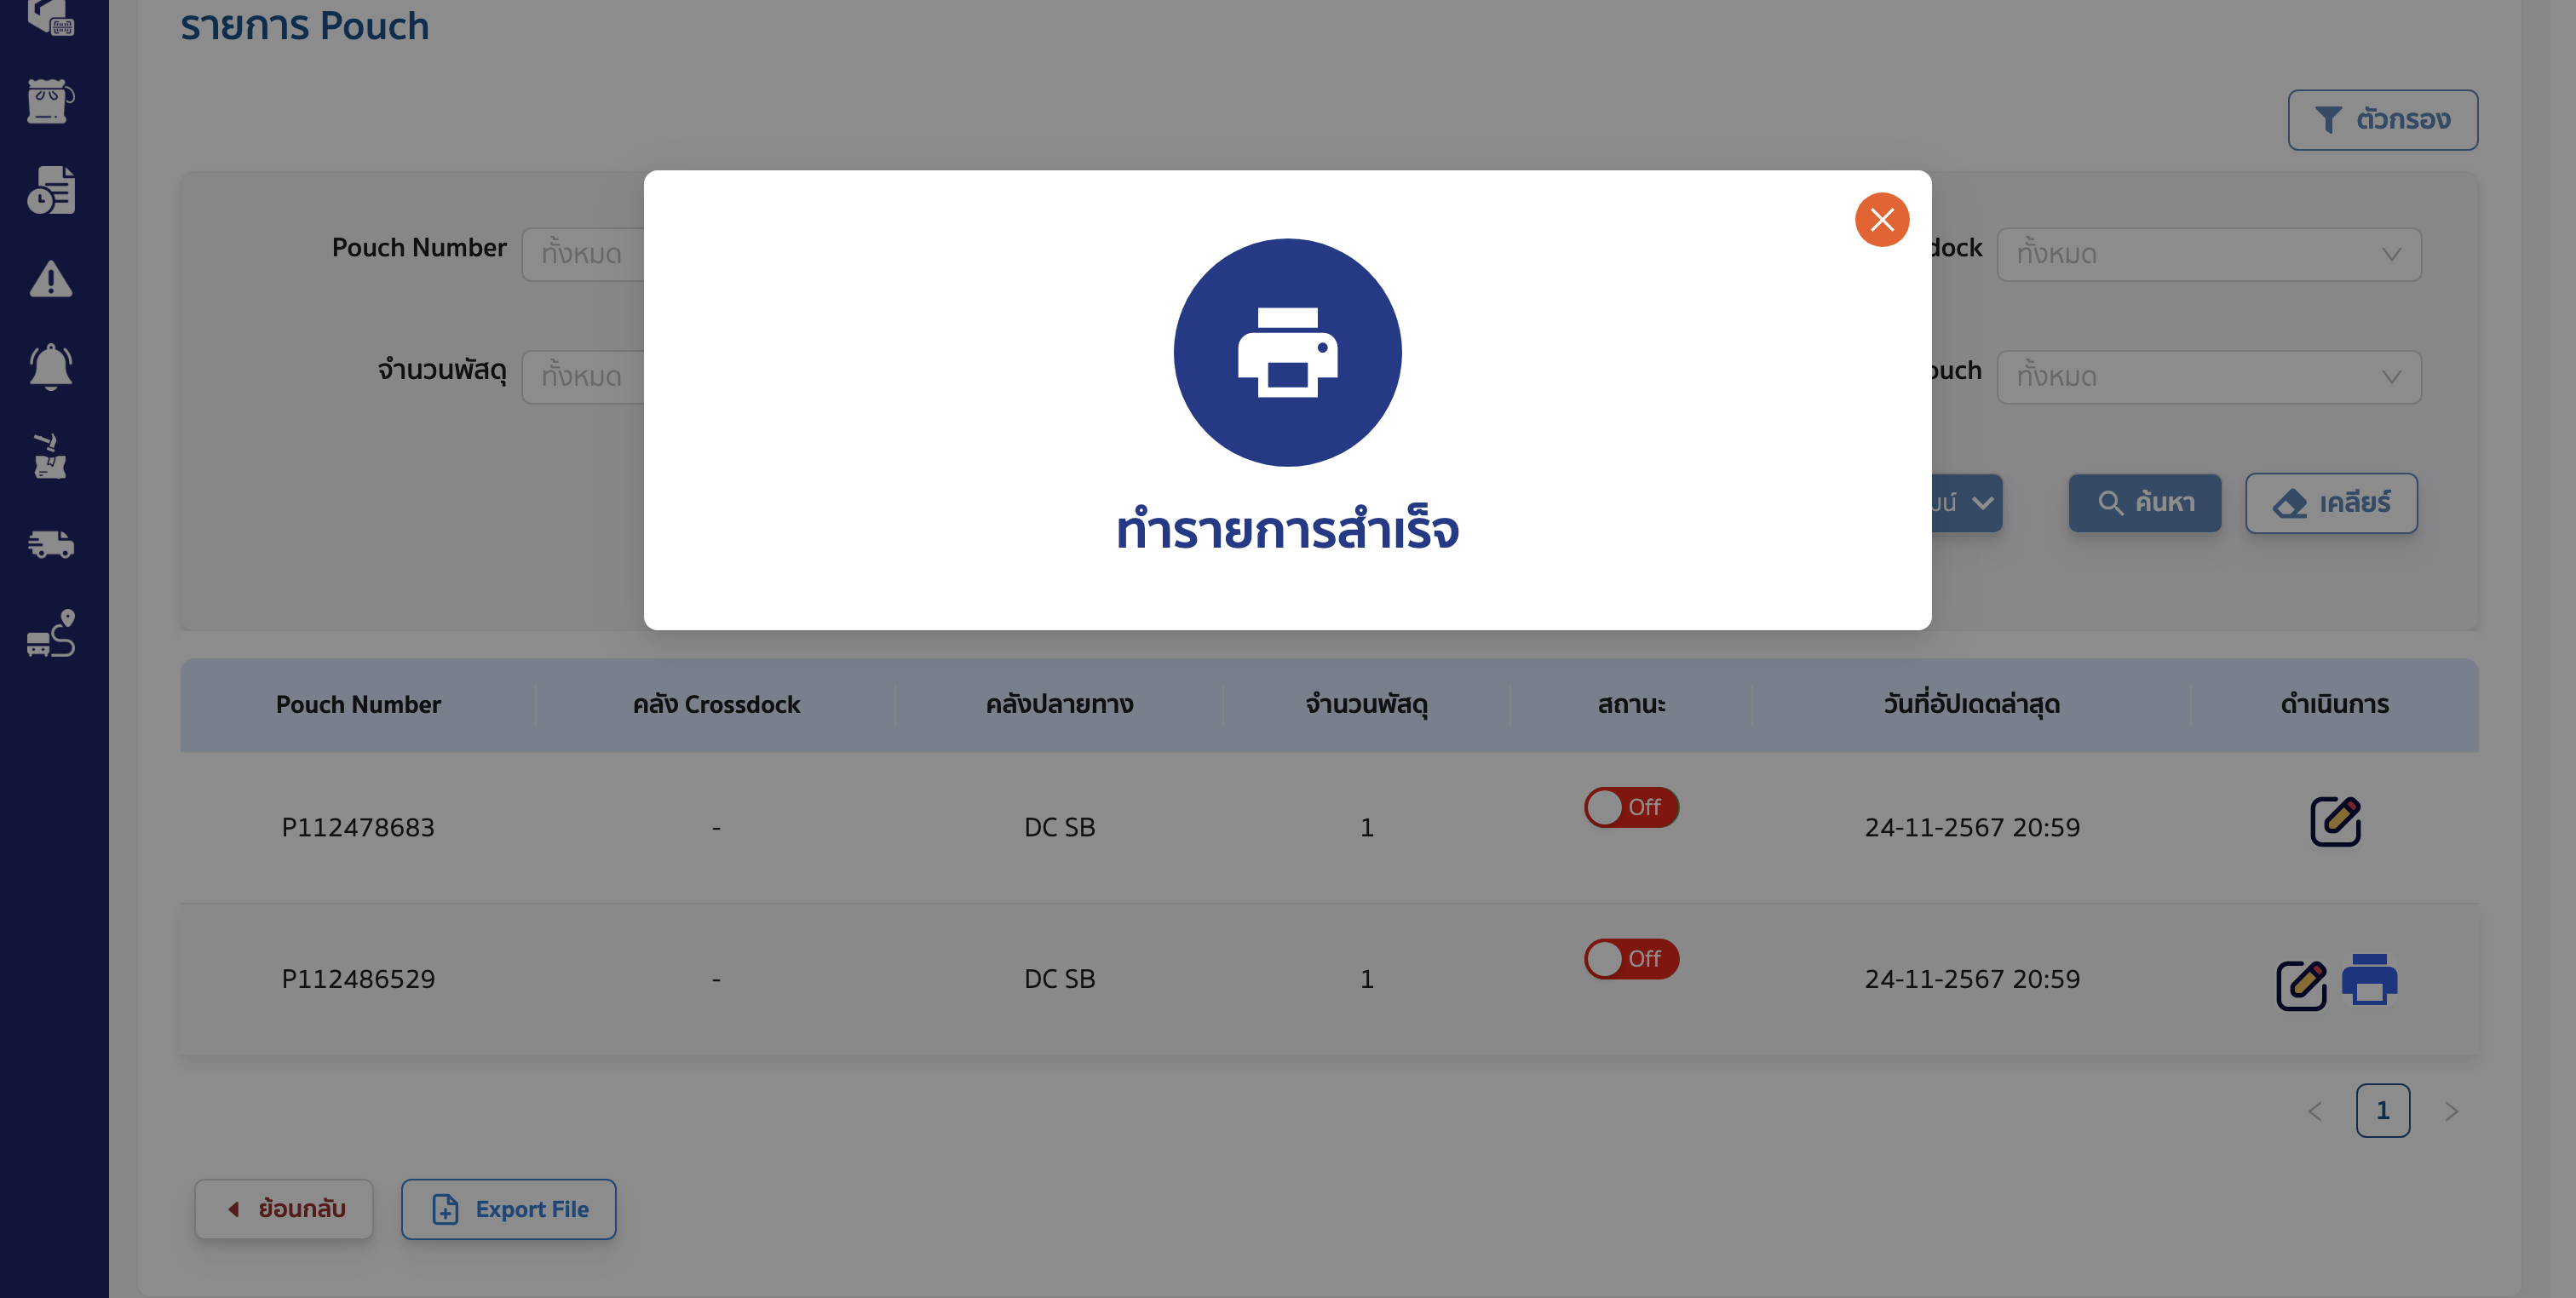 รายการ Pouch
ตัวกรอง
Pouch Number ทั้งหมด dock ทั้งหมด
จำนวนพัสดุ ทั้งหมด ouch ทั้งหมด
ค้นหา เคลียร์
ทำรายการสำเร็จ
Pouch Number คลัง Crossdock คลังปลายทาง จำนวนพัสดุ สถานะ วันที่อัปเดตล่าสุด ดำเนินการ
P112478683 - DC SB 1 Off 24-11-2567 20:59
P112486529 - DC SB 1 Off 24-11-2567 20:59
1
ย้อนกลับ Export File